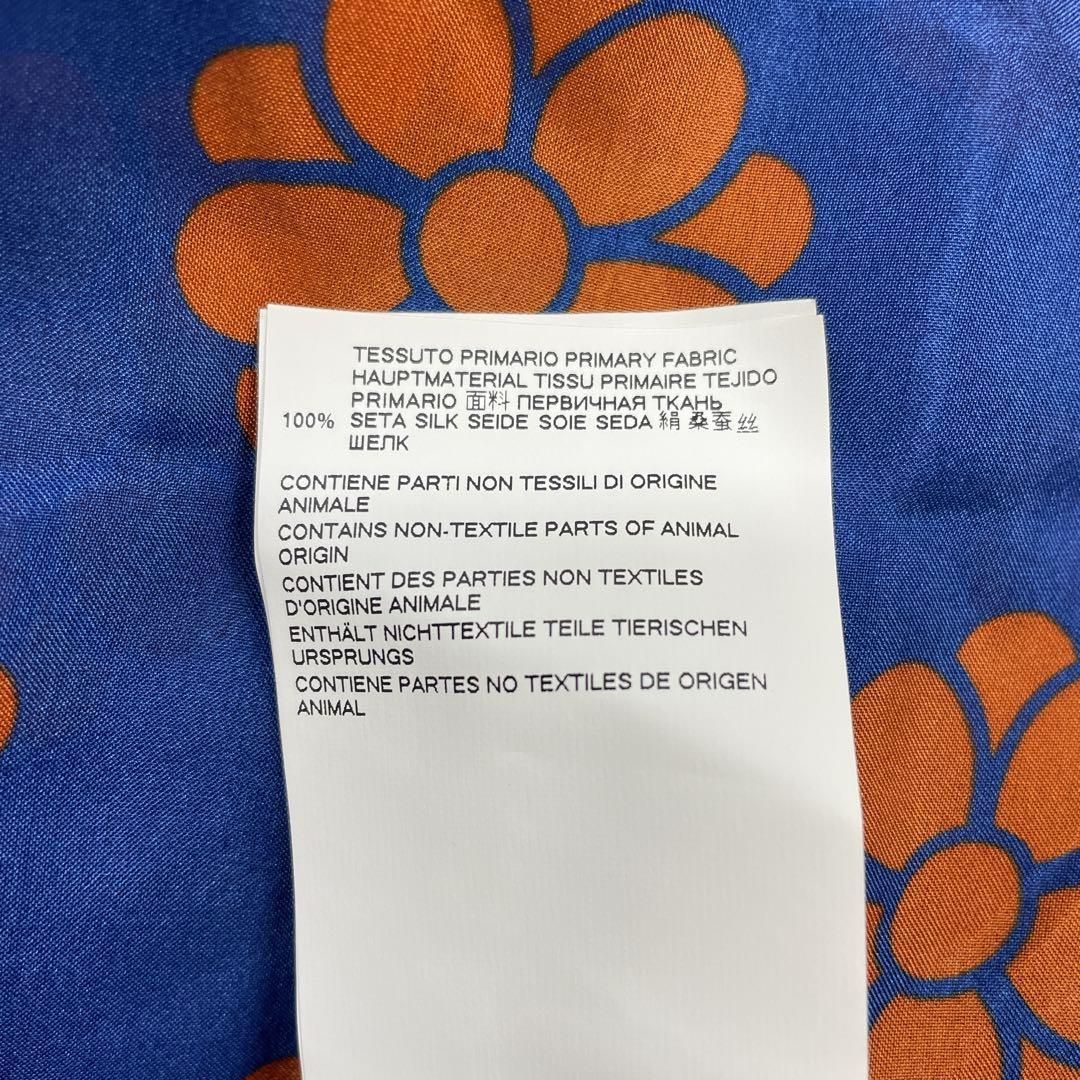 TESSUTO PRIMARIO PRIMARY FABRIC
HAUPTMATERIAL TISSU PRIMAIRE TEJIDO
PRIMARIO 面料 ПЕРВИЧНАЯ ТКАНЬ
100% SETA SILK SEIDE SOIE SEDA 絹 桑蚕丝
ШЕЛК
CONTIENE PARTI NON TESSILI DI ORIGINE
ANIMALE
CONTAINS NON-TEXTILE PARTS OF ANIMAL
ORIGIN
CONTIENT DES PARTIES NON TEXTILES
D'ORIGINE ANIMALE
ENTHÄLT NICHTTEXTILE TEILE TIERISCHEN
URSPRUNGS
CONTIENE PARTES NO TEXTILES DE ORIGEN
ANIMAL